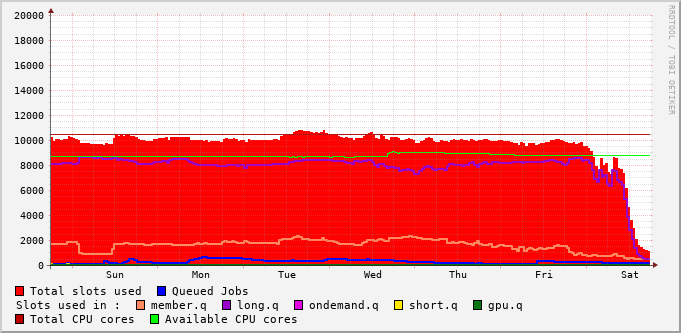 20000
18000
16000
14000
12000
10000
8000
6000
4000
2000
0
Sun Mon Tue Wed Thu Fri Sat
Total slots used Queued Jobs
Slots used in : member.q long.q ondemand.q short.q gpu.q
Total CPU cores Available CPU cores
RRDTOOL / TOBI OETIKER